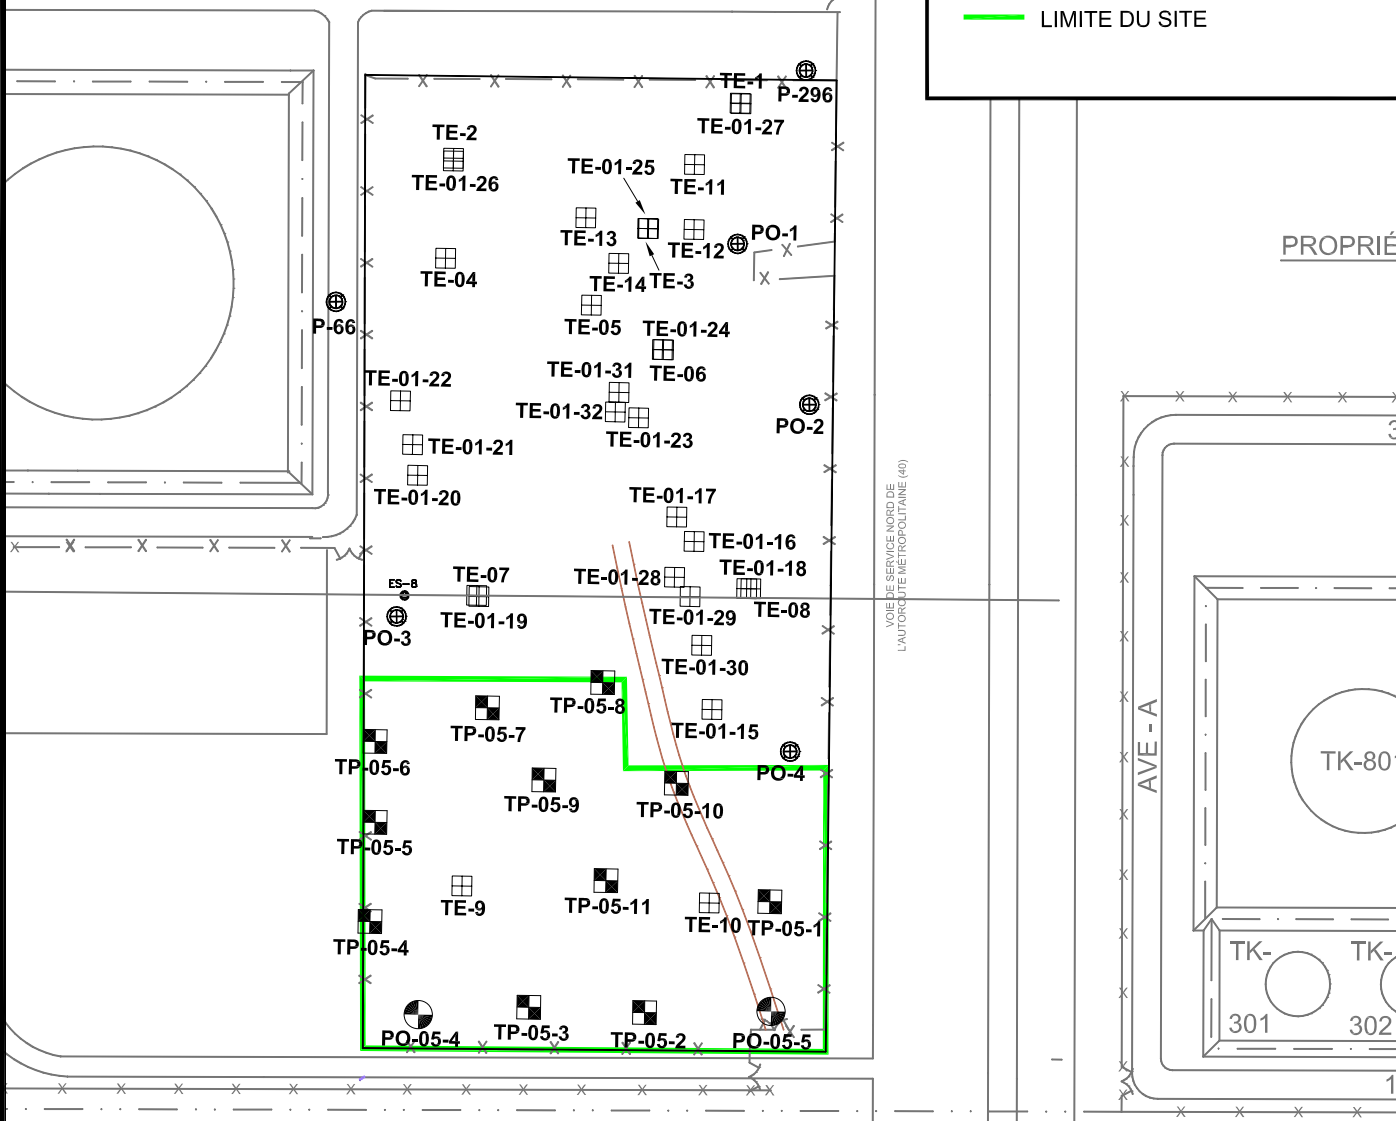 LIMITE DU SITE
TE-1
P-296
TE-01-27
TE-2
TE-01-26
TE-01-25
TE-11
TE-13
TE-12
PO-1
TE-04
TE-14
TE-3
PROPRIÉ
P-66
TE-05
TE-01-24
TE-06
TE-01-22
TE-01-31
TE-01-32
TE-01-23
PO-2
TE-01-21
TE-01-20
TE-01-17
TE-01-16
VOIE DE SERVICE NORD DE
L'AUTOROUTE MÉTROPOLITAINE (40)
TE-01-28
TE-01-18
TE-07
ES-8
TE-01-19
TE-01-29
TE-08
PO-3
TE-01-30
TP-05-8
TP-05-7
TE-01-15
TP-05-6
PO-4
AVE - A
TK-801
TP-05-9
TP-05-10
TP-05-5
TE-9
TP-05-11
TE-10
TP-05-1
TP-05-4
TK-
TK-
301
302
PO-05-4
TP-05-3
TP-05-2
PO-05-5
3
1